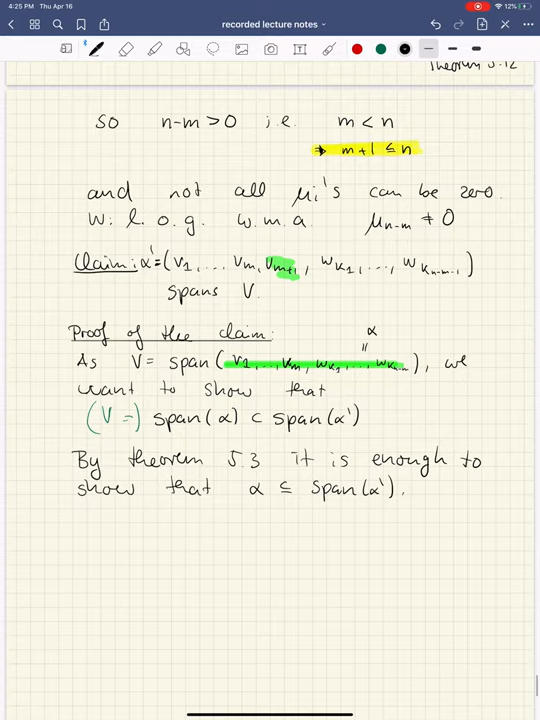 4:25 PM Thu Apr 16
12%
recorded lecture notes
Theorem 5.12
so n-m > 0 i.e. m < n
→ m+1 ≤ n
and not all μi's can be zero.
W.l.o.g. w.m.a. μn-m ≠ 0
Claim: α'=(v1,..., vm, vm+1, wk1,..., wkn-m-1)
spans V.
Proof of the claim:
α
=
As V = span(v1,...,vm, wk1,..., wkn-m), we
want to show that
(V =) span(α) ⊂ span(α')
By theorem 5.3 it is enough to
show that α ⊆ span(α').